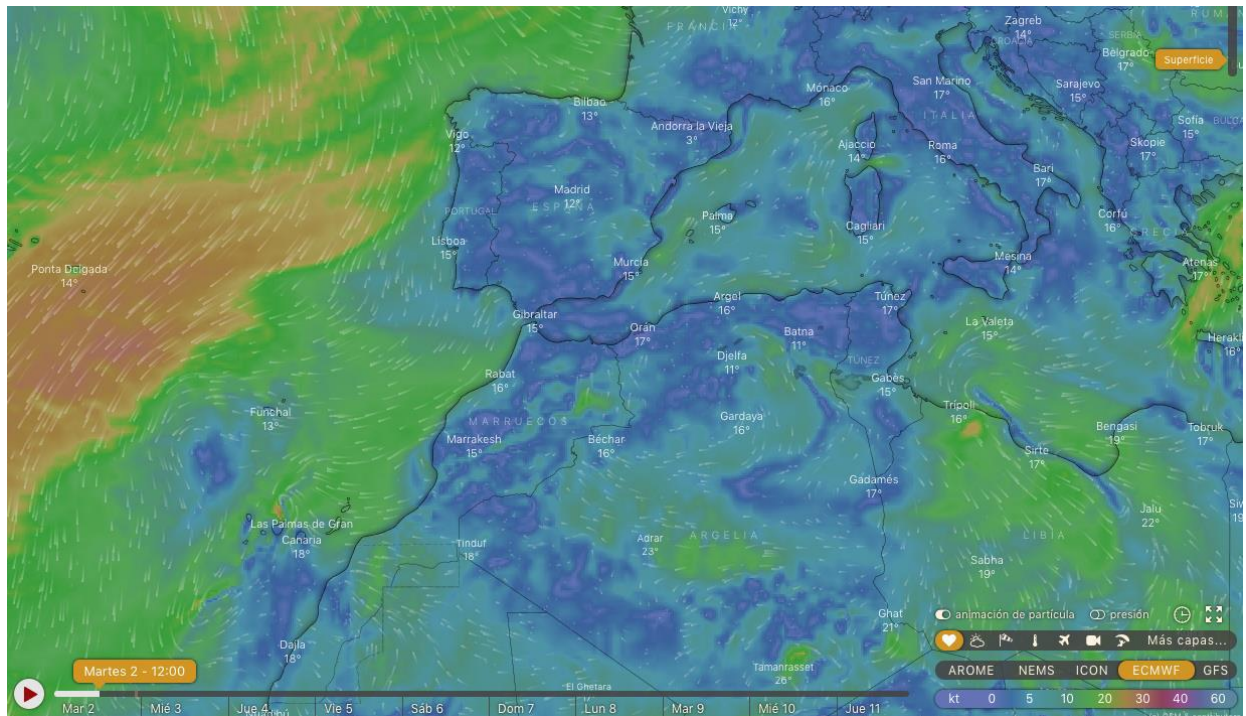 Vichy
12°
FRANCIA
Zagreb
14°
CROACIA
SERBIA
Belgrado
17°
Superficie
Mónaco
16°
San Marino
17°
Sarajevo
15°
Bilbao
13°
Andorra la Vieja
3°
ITALIA
Sofía
15°
Vigo
12°
Ajaccio
14°
Roma
16°
Skopie
17°
Madrid
12°
ESPAÑA
Bari
17°
PORTUGAL
Palma
15°
Cagliari
15°
Corfú
16°
GRECIA
Lisboa
15°
Murcia
15°
Mesina
14°
Atenas
17°
Ponta Delgada
14°
Gibraltar
15°
Orán
17°
Argel
16°
Túnez
17°
Batna
11°
La Valeta
15°
Herakli
16°
Djelfa
11°
TÚNEZ
Rabat
16°
Gabès
15°
Funchal
13°
MARRUECOS
Marrakesh
15°
Béchar
16°
Gardaya
16°
Trípoli
16°
Bengasi
19°
Tobruk
17°
Sirte
17°
Gadamés
17°
Las Palmas de Gran
Canaria
18°
Tinduf
18°
Adrar
23°
ARGELIA
Jalu
22°
LIBIA
Sabha
19°
Ghat
21°
Dajla
18°
Tamanrasset
26°
El Ghetara
animación de partícula presión
Más capas...
AROME NEMS ICON ECMWF GFS
kt 0 5 10 20 30 40 60
Martes 2 - 12:00
Mar 2 Mié 3 Jue 4 Vie 5 Sáb 6 Dom 7 Lun 8 Mar 9 Mié 10 Jue 11